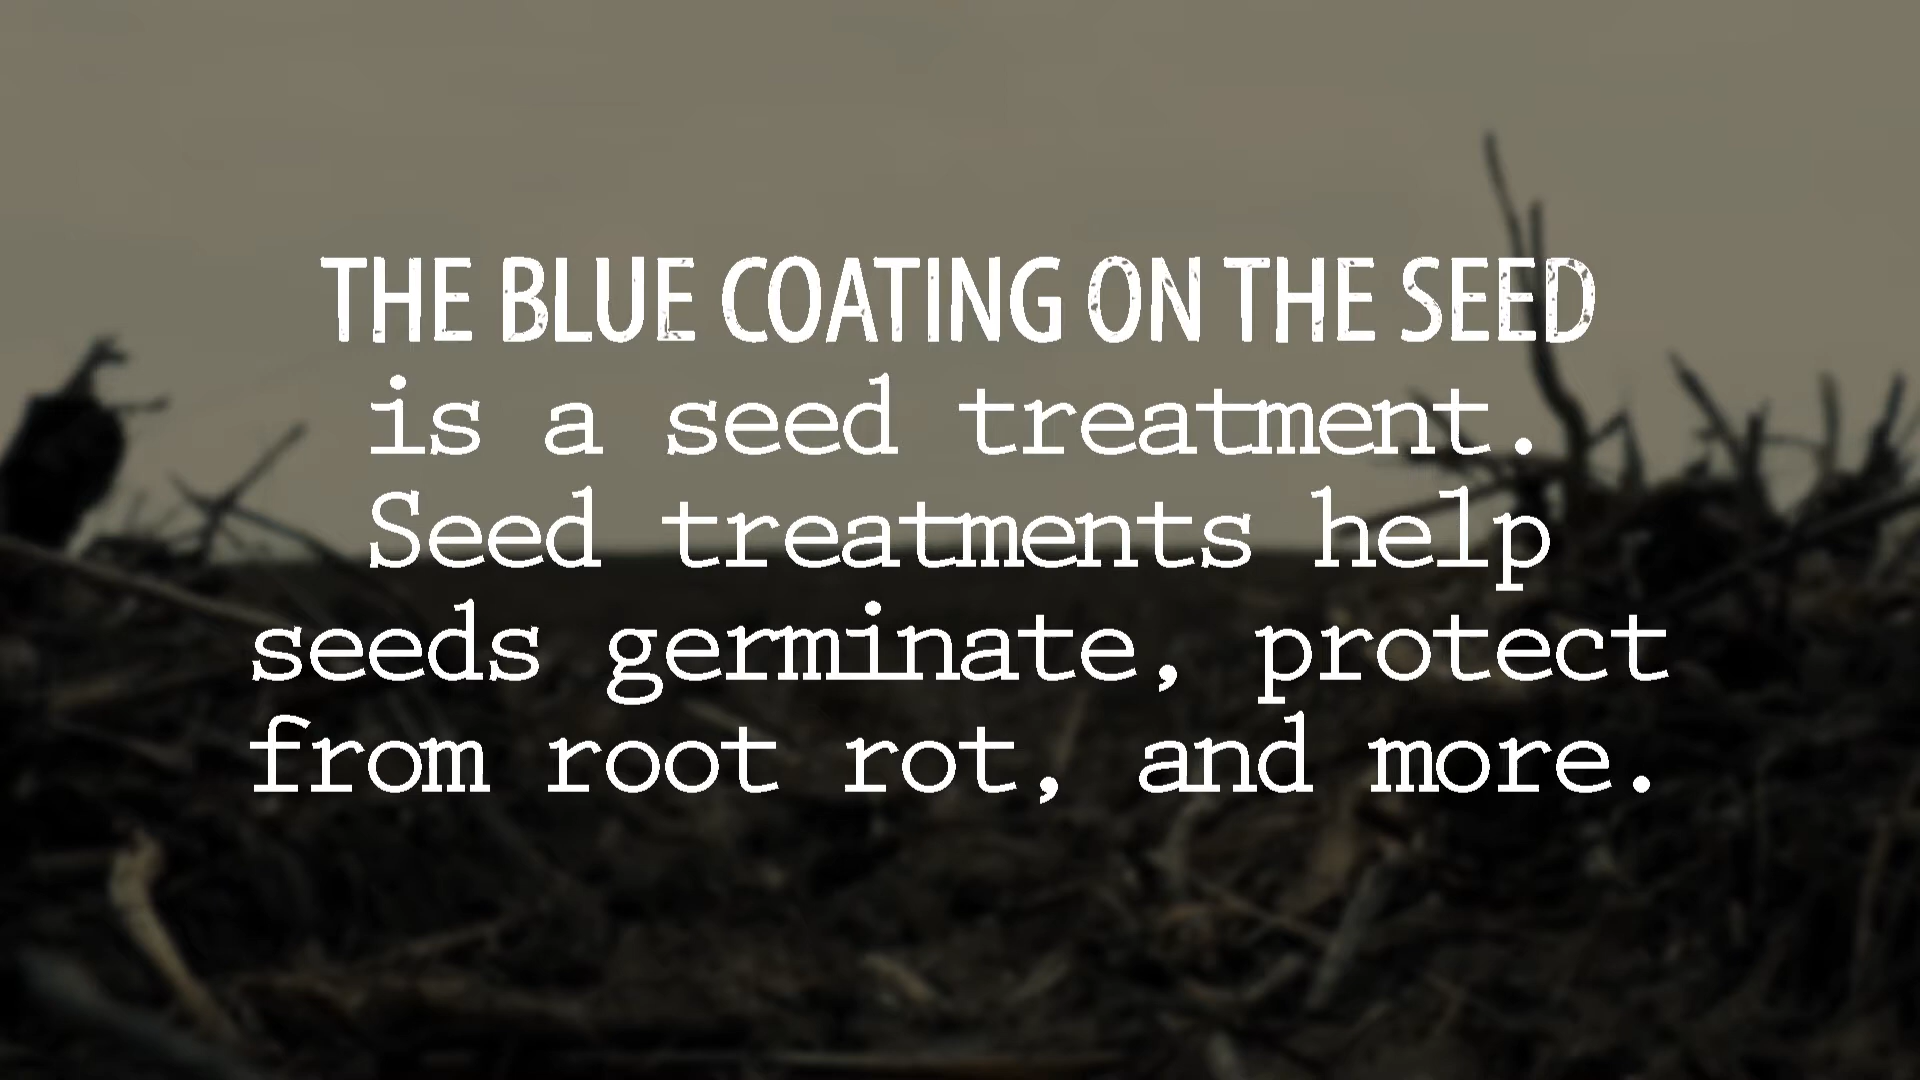 THE BLUE COATING ON THE SEED
is a seed treatment.
Seed treatments help
seeds germinate, protect
from root rot, and more.